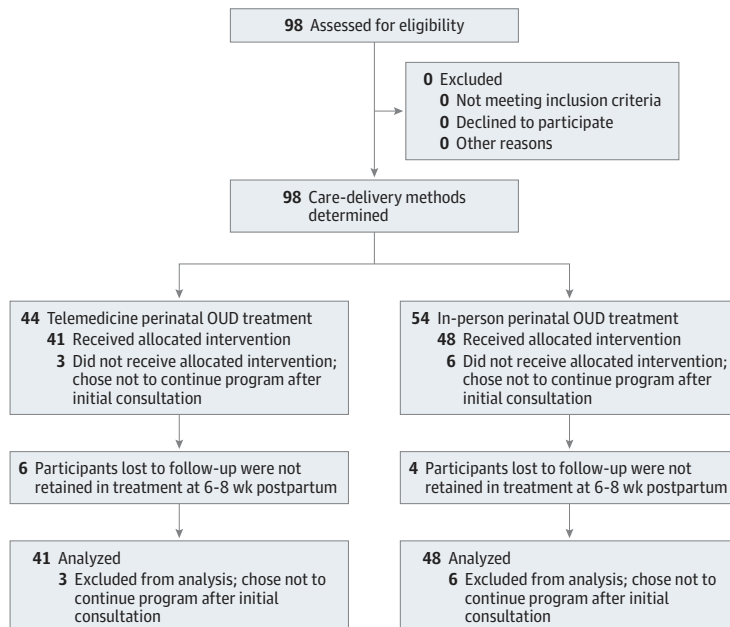 98 Assessed for eligibility
0 Excluded
0 Not meeting inclusion criteria
0 Declined to participate
0 Other reasons
98 Care-delivery methods
determined
44 Telemedicine perinatal OUD treatment
41 Received allocated intervention
3 Did not receive allocated intervention;
chose not to continue program after
initial consultation
54 In-person perinatal OUD treatment
48 Received allocated intervention
6 Did not receive allocated intervention;
chose not to continue program after
initial consultation
6 Participants lost to follow-up were not
retained in treatment at 6-8 wk postpartum
4 Participants lost to follow-up were not
retained in treatment at 6-8 wk postpartum
41 Analyzed
3 Excluded from analysis; chose not to
continue program after initial
consultation
48 Analyzed
6 Excluded from analysis; chose not to
continue program after initial
consultation